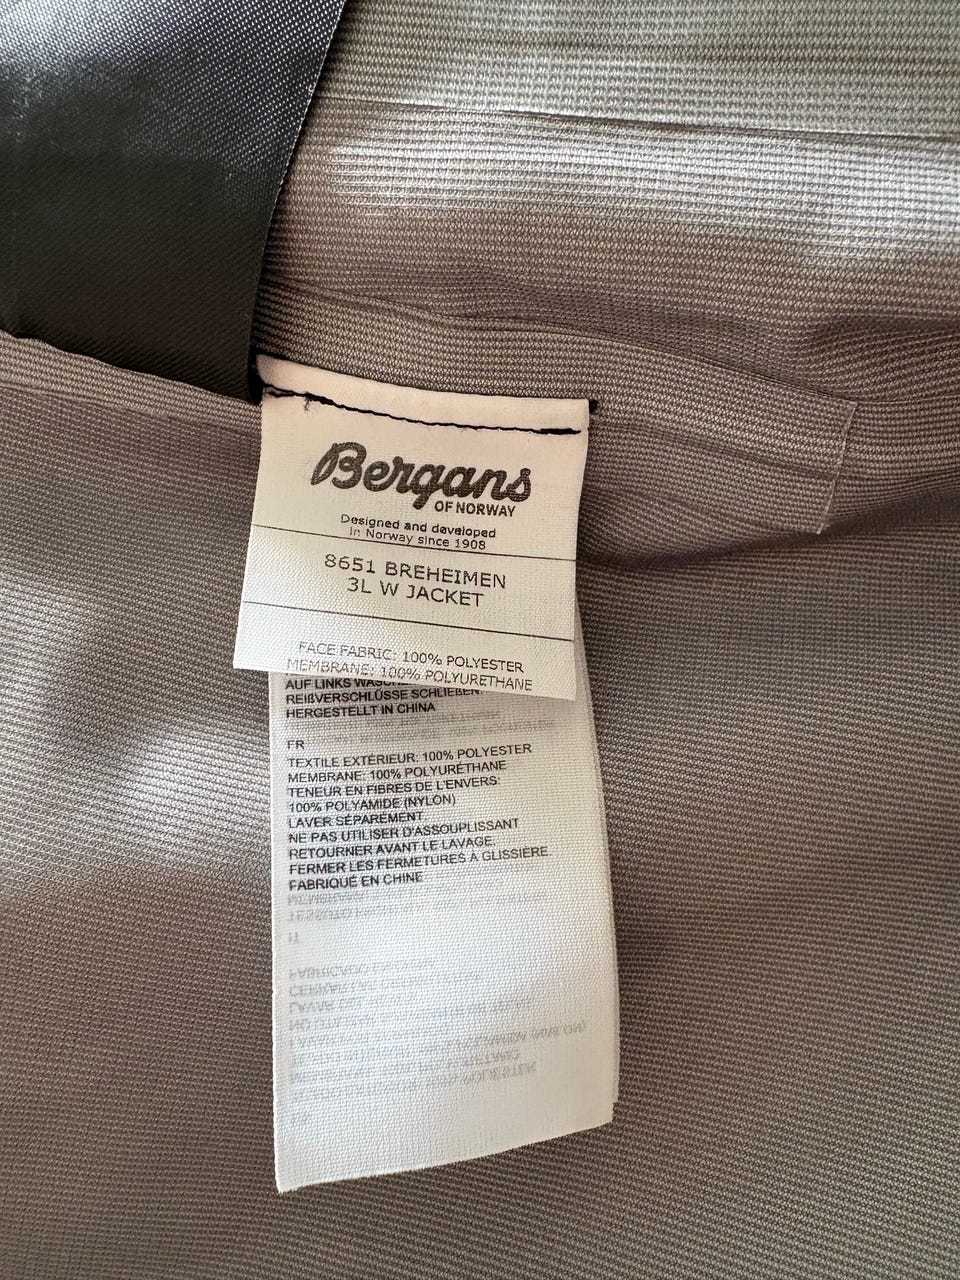 Bergans
OF NORWAY
Designed and developed
in Norway since 1908
8651 BREHEIMEN
3L W JACKET
FACE FABRIC: 100% POLYESTER
MEMBRANE: 100% POLYURETHANE
AUF LINKS
REIßVERSCHLÜSSE SCHLIEßEN.
HERGESTELLT IN CHINA
FR
TEXTILE EXTÉRIEUR: 100% POLYESTER
MEMBRANE: 100% POLYURÉTHANE
TENEUR EN FIBRES DE L'ENVERS:
100% POLYAMIDE (NYLON)
LAVER SÉPARÉMENT
NE PAS UTILISER D'ASSOUPLISSANT
RETOURNER AVANT LE LAVAGE,
FERMER LES FERMETURES À GLISSIÈRE.
FABRIQUÉ EN CHINE